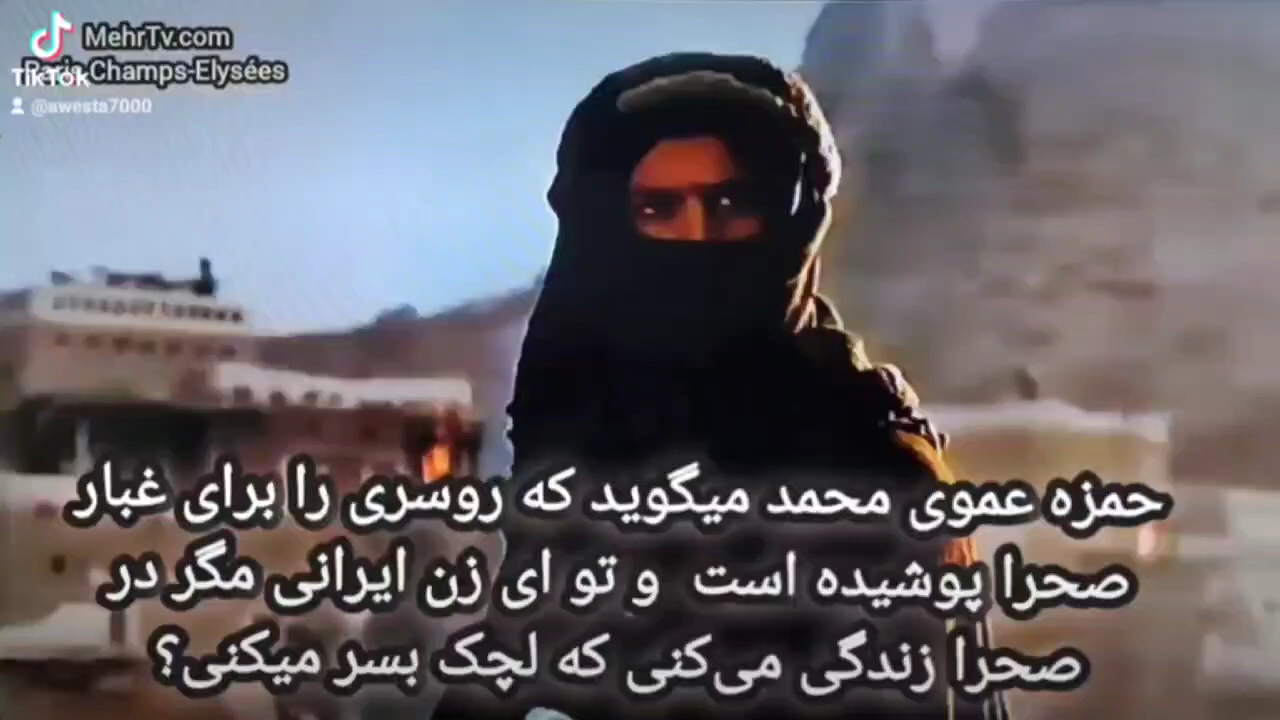 MehrTv.com
Paris Champs-Elysées
TikTok
@awesta7000
حمزه عموی محمد میگوید که روسری را برای غبار
صحرا پوشیده است و تو ای زن ایرانی مگر در
صحرا زندگی می‌کنی که لچک بسر میکنی؟